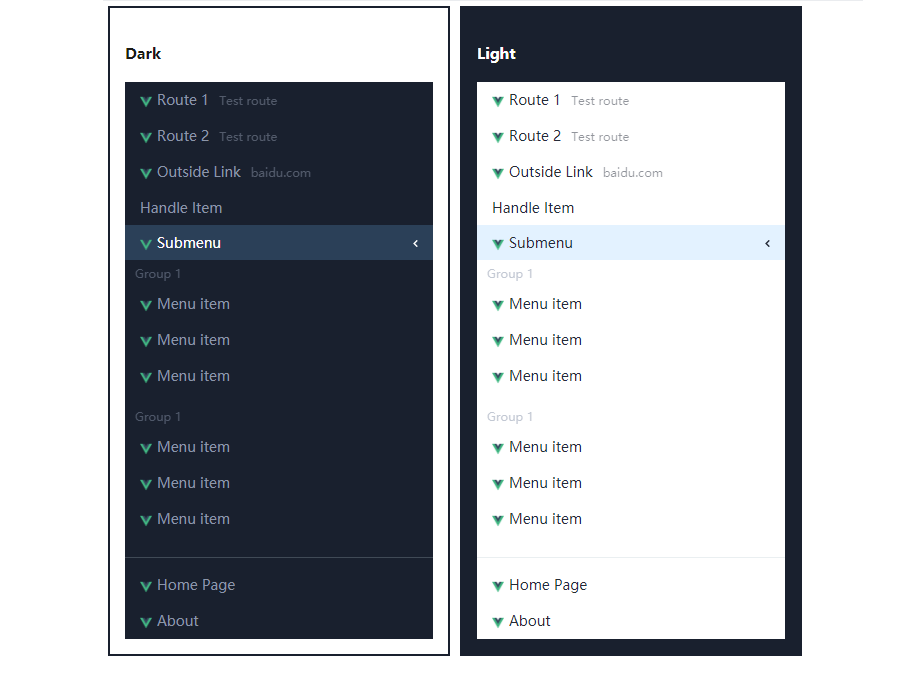 Dark
Route 1 Test route
Route 2 Test route
Outside Link baidu.com
Handle Item
Submenu
Group 1
Menu item
Menu item
Menu item
Group 1
Menu item
Menu item
Menu item
Home Page
About
Light
Route 1 Test route
Route 2 Test route
Outside Link baidu.com
Handle Item
Submenu
Group 1
Menu item
Menu item
Menu item
Group 1
Menu item
Menu item
Menu item
Home Page
About